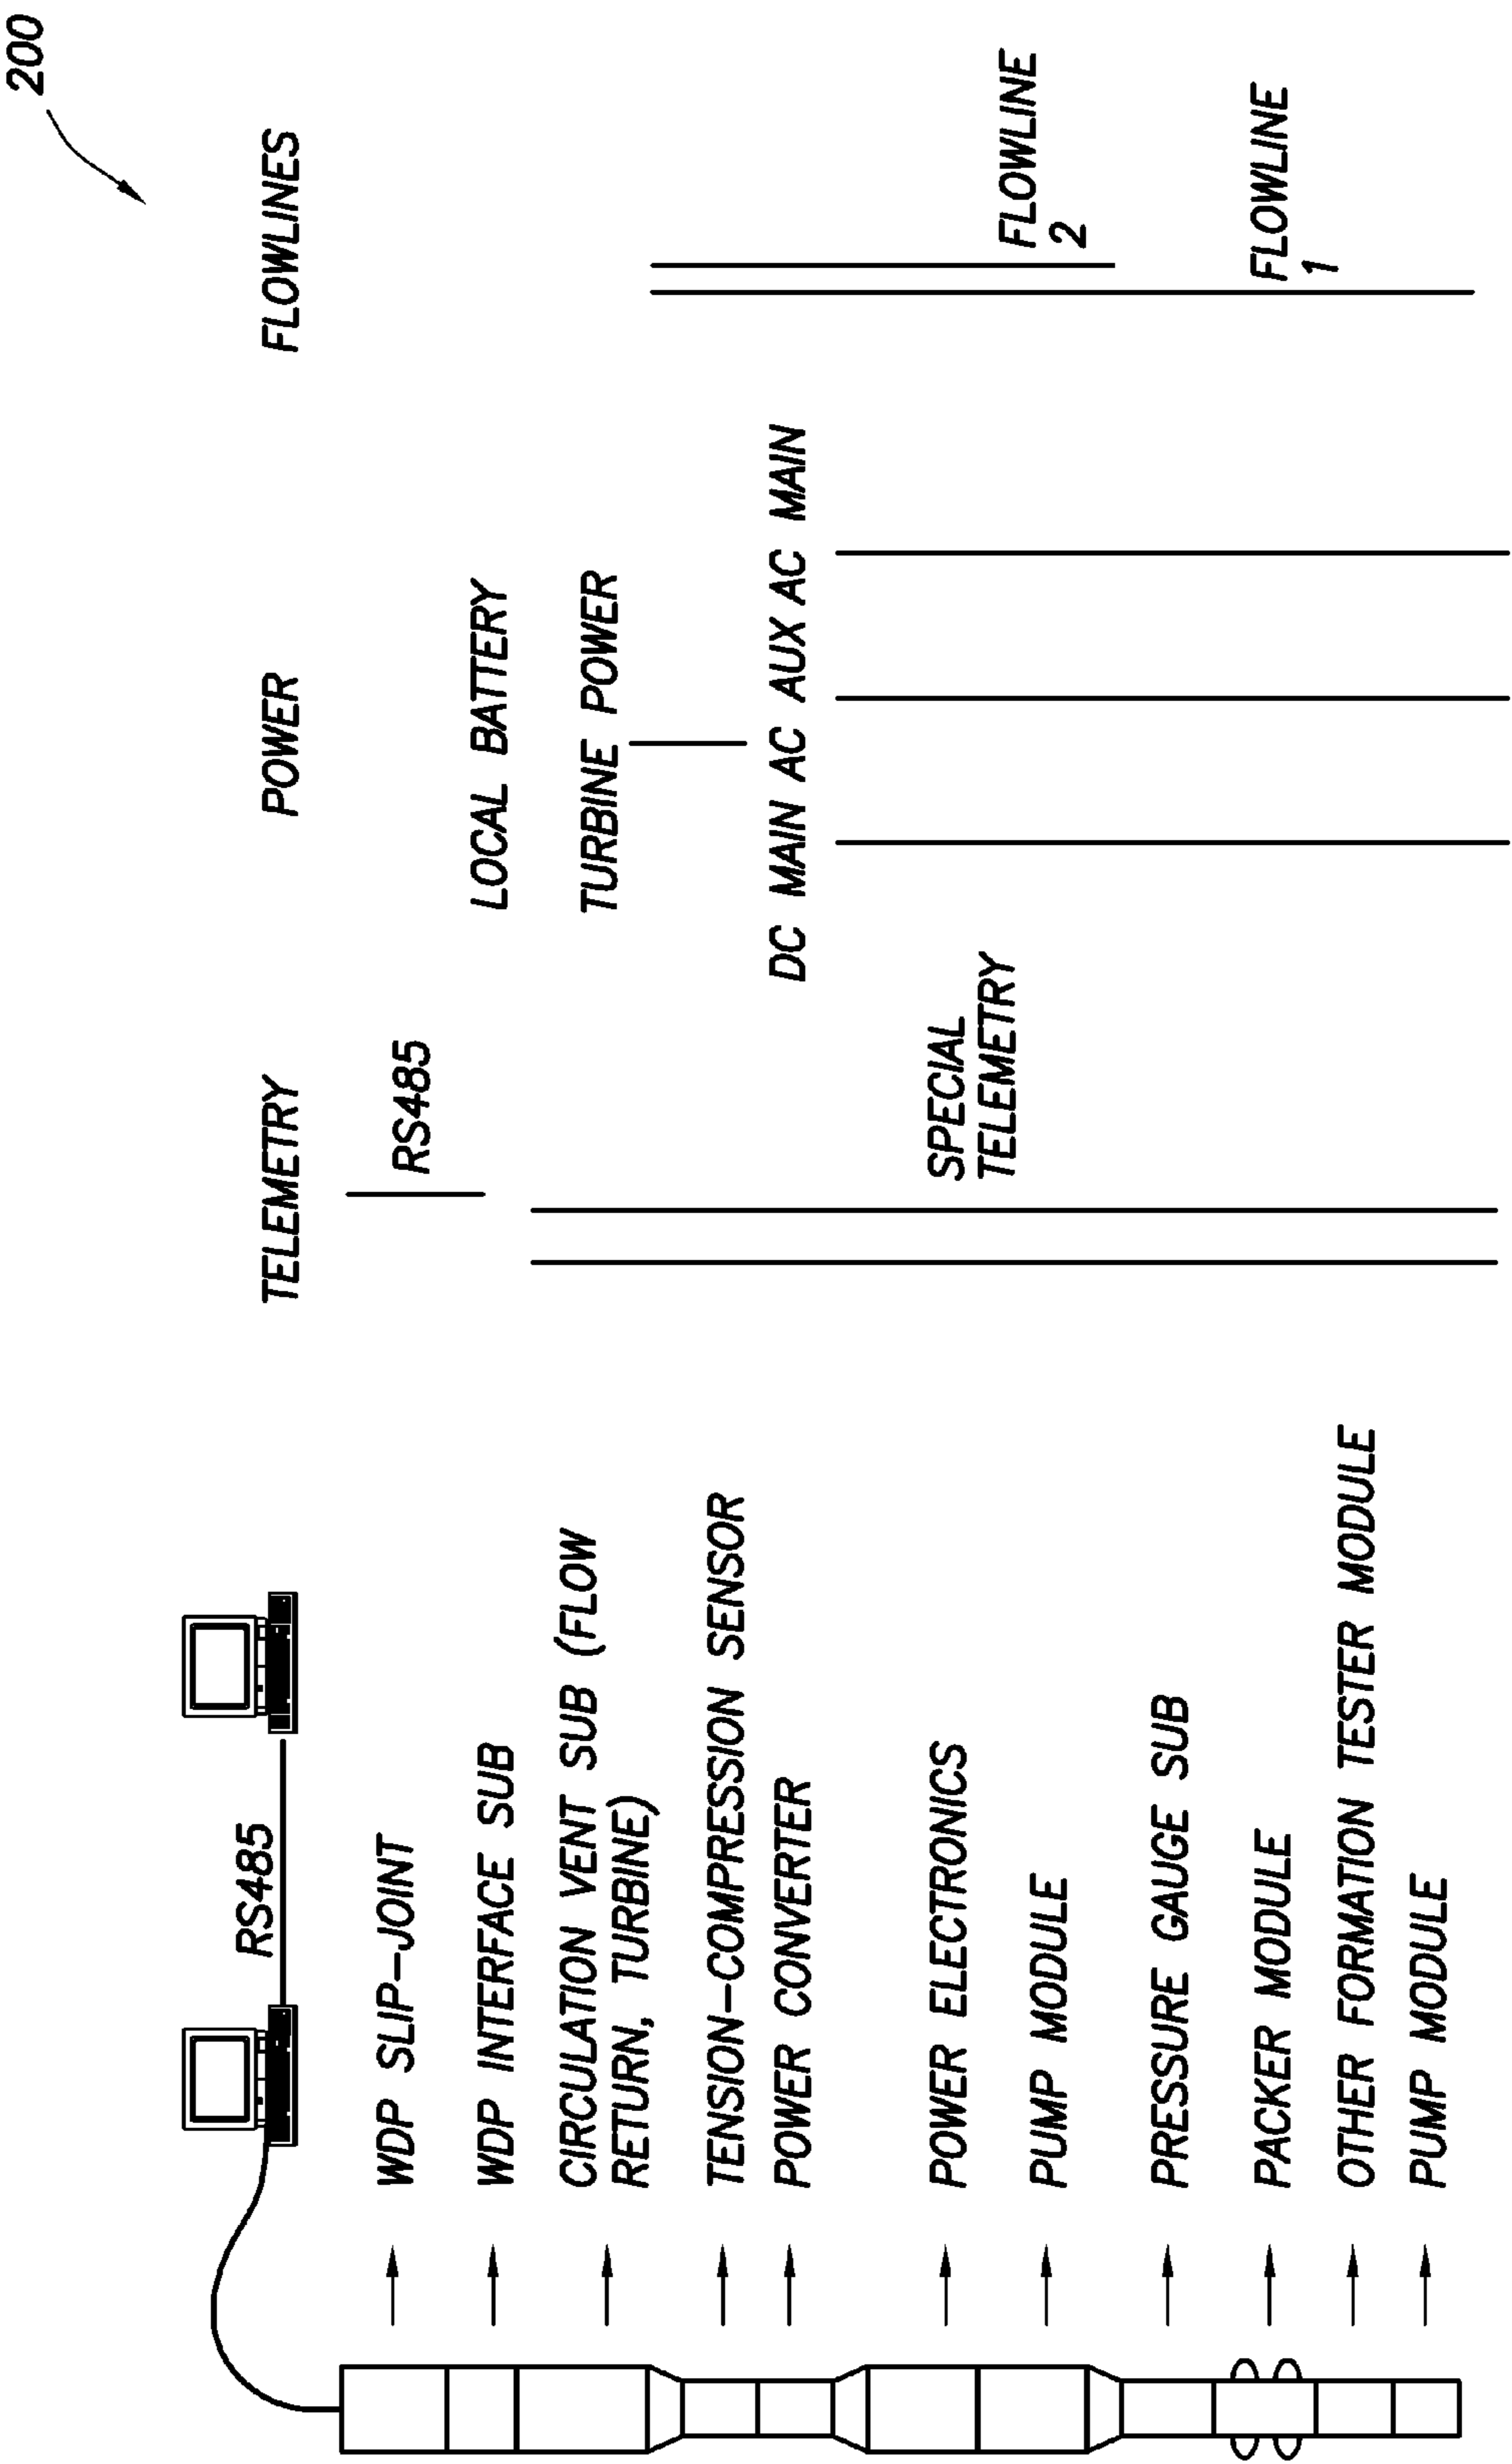 200
TELEMETRY
POWER
FLOWLINES
RS485
RS485
WDP SLIP-JOINT
WDP INTERFACE SUB
CIRCULATION VENT SUB (FLOW
RETURN, TURBINE)
TENSION-COMPRESSION SENSOR
POWER CONVERTER
POWER ELECTRONICS
PUMP MODULE
PRESSURE GAUGE SUB
PACKER MODULE
OTHER FORMATION TESTER MODULE
PUMP MODULE
SPECIAL
TELEMETRY
LOCAL BATTERY
TURBINE POWER
DC MAIN AC AUX AC MAIN
FLOWLINE
2
FLOWLINE
1